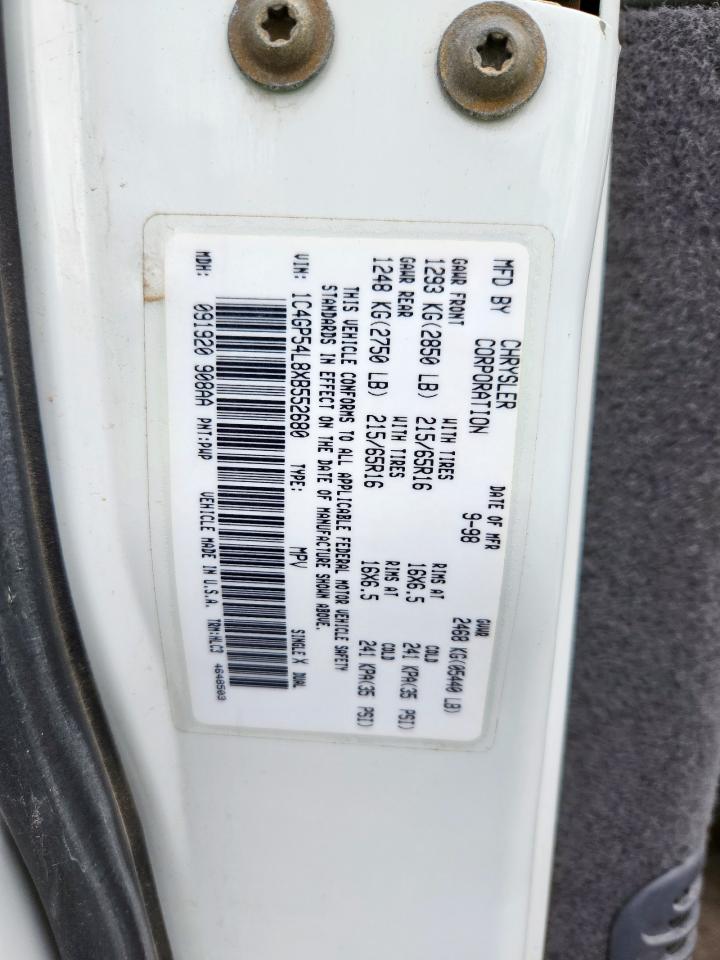 MFD BY CHRYSLER CORPORATION DATE OF MFR 9-98 GVWR 2468 KG(05440 LB)
GAWR FRONT WITH TIRES RIMS AT COLD
1293 KG(2850 LB) 215/65R16 16X6.5 241 KPA(35 PSI)
GAWR REAR WITH TIRES RIMS AT COLD
1248 KG(2750 LB) 215/65R16 16X6.5 241 KPA(35 PSI)
THIS VEHICLE CONFORMS TO ALL APPLICABLE FEDERAL MOTOR VEHICLE SAFETY
STANDARDS IN EFFECT ON THE DATE OF MANUFACTURE SHOWN ABOVE.
VIN: 1C4GP54L8XB552680 TYPE: MPV SINGLE X DUAL
MDH: 091920 908AA PNT:PWP VEHICLE MADE IN U.S.A. TRM:WLC3 4648503